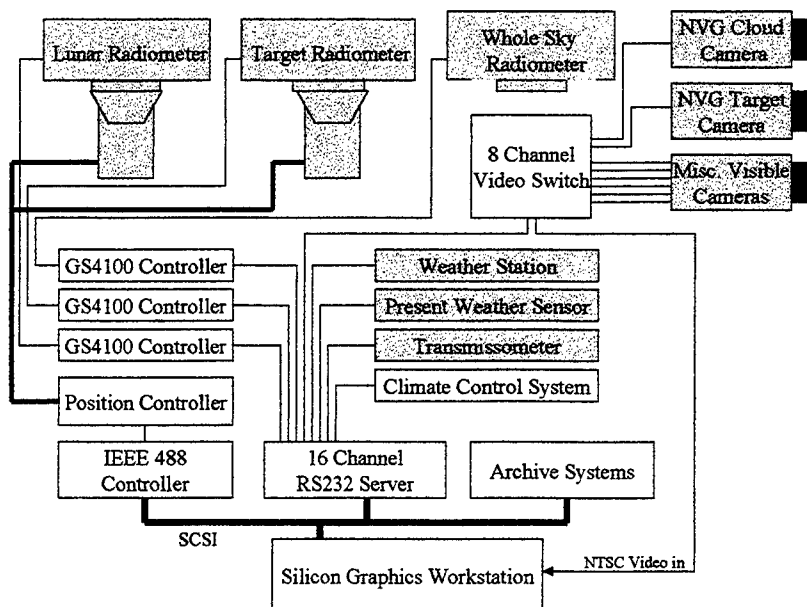 Lunar Radiometer
Target Radiometer
Whole Sky
Radiometer
NVG Cloud
Camera
NVG Target
Camera
8 Channel
Video Switch
Misc. Visible
Cameras
GS4100 Controller
Weather Station
GS4100 Controller
Present Weather Sensor
GS4100 Controller
Transmissometer
Position Controller
Climate Control System
IEEE 488
Controller
16 Channel
RS232 Server
Archive Systems
SCSI
Silicon Graphics Workstation
NTSC Video in